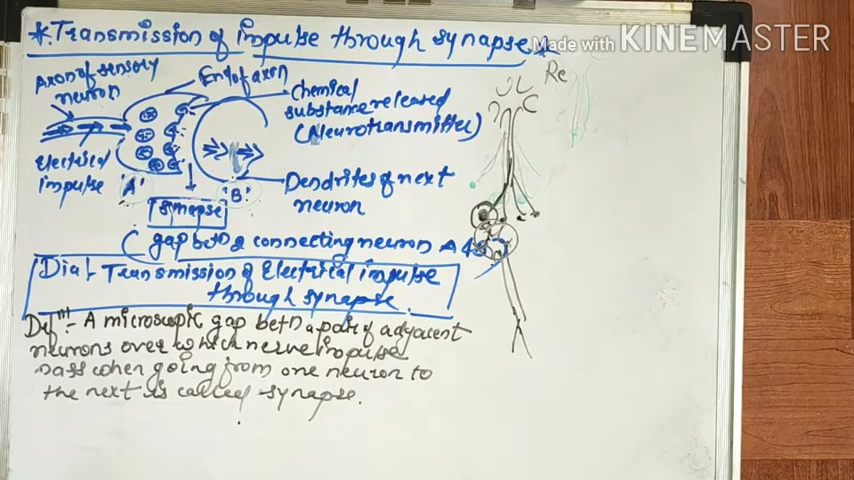 *. Transmission of impulse through synapse *
Made with KINEMASTER
Axon of sensory
neuron
End of axon
Chemical
substance released
(Neurotransmitter)
Electrical
impulse
'A'
'B'
Dendrites of next
neuron
Synapse
( gap betn 2 connecting neuron A & B )
Dia! - Transmission of Electrical impulse
through synapse.
Defn :- A microscopic gap betn a pair of adjacent
neurons over which nerve impulse
pass when going from one neuron to
the next is called synapse.
Re